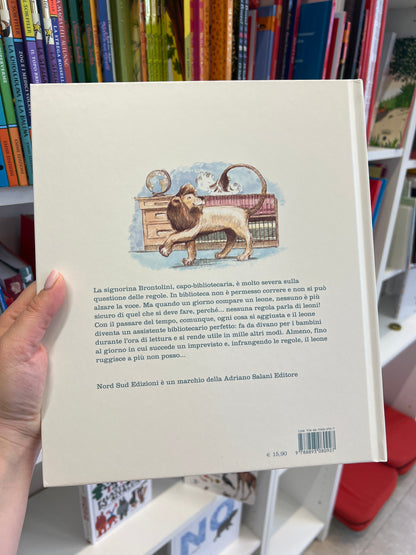 La signorina Brontolini, capo-bibliotecaria, è molto severa sulla
questione delle regole. In biblioteca non è permesso correre e non si può
alzare la voce. Ma quando un giorno compare un leone, nessuno è più
sicuro di quel che si deve fare, perché... nessuna regola parla di leoni!
Con il passare del tempo, comunque, ogni cosa si aggiusta e il leone
diventa un assistente bibliotecario perfetto: fa da divano per i bambini
durante l'ora di lettura e si rende utile in mille altri modi. Almeno, fino
al giorno in cui succede un imprevisto e, infrangendo le regole, il leone
ruggisce a più non posso...
Nord Sud Edizioni è un marchio della Adriano Salani Editore
€ 15,90